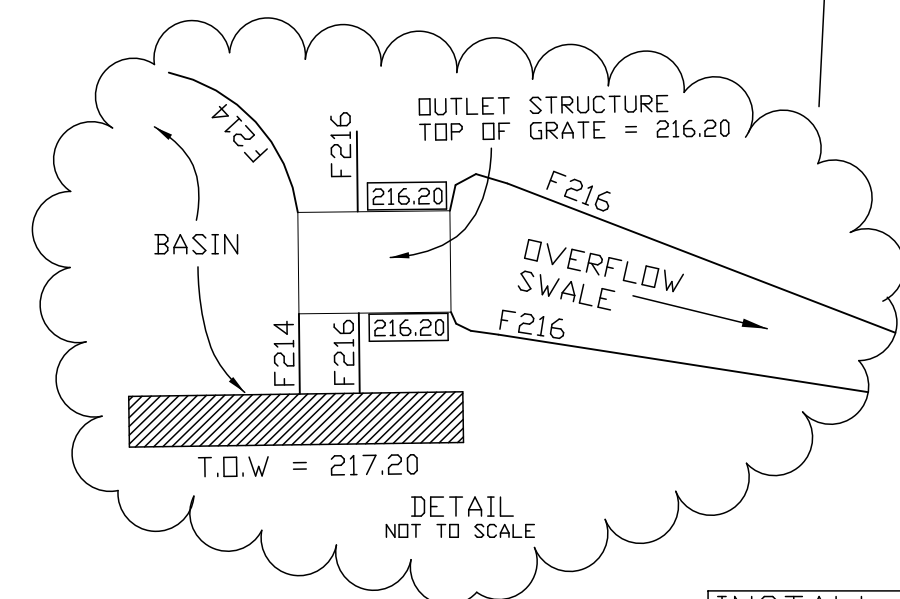 OUTLET STRUCTURE
TOP OF GRATE = 216.20
F214
F216
216.20
F216
BASIN
OVERFLOW
SWALE
F216
F214
F216
216.20
T.O.W = 217.20
DETAIL
NOT TO SCALE